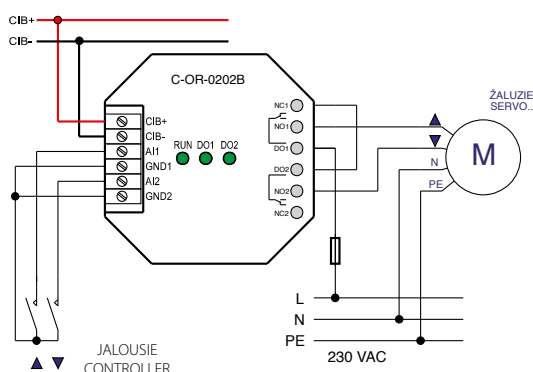 CIB+
CIB-
C-OR-0202B
CIB+
CIB-
AI1
GND1
AI2
GND2
RUN DO1 DO2
NC1
NO1
DO1
DO2
NO2
NC2
ŽALUZIE
SERVO..
M
N
PE
L
N
PE
230 VAC
JALOUSIE
CONTROLLER